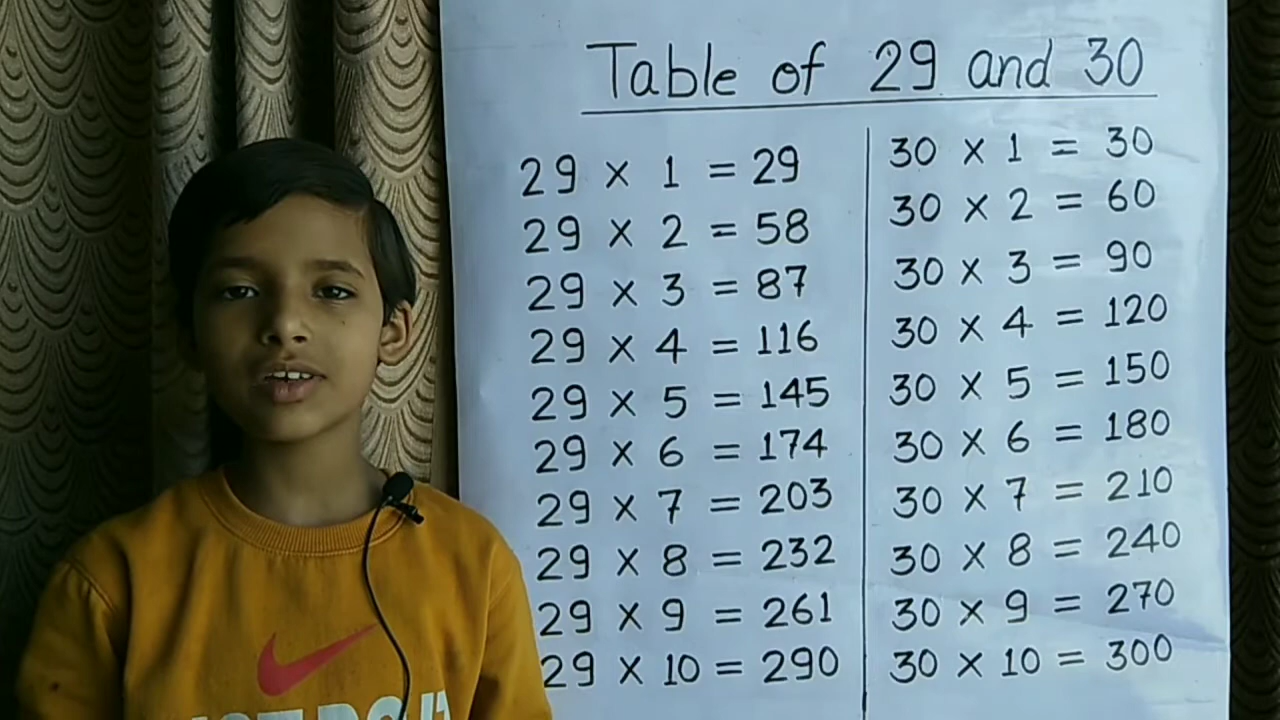 Table of 29 and 30
29 × 1 = 29
29 × 2 = 58
29 × 3 = 87
29 × 4 = 116
29 × 5 = 145
29 × 6 = 174
29 × 7 = 203
29 × 8 = 232
29 × 9 = 261
29 × 10 = 290
30 × 1 = 30
30 × 2 = 60
30 × 3 = 90
30 × 4 = 120
30 × 5 = 150
30 × 6 = 180
30 × 7 = 210
30 × 8 = 240
30 × 9 = 270
30 × 10 = 300